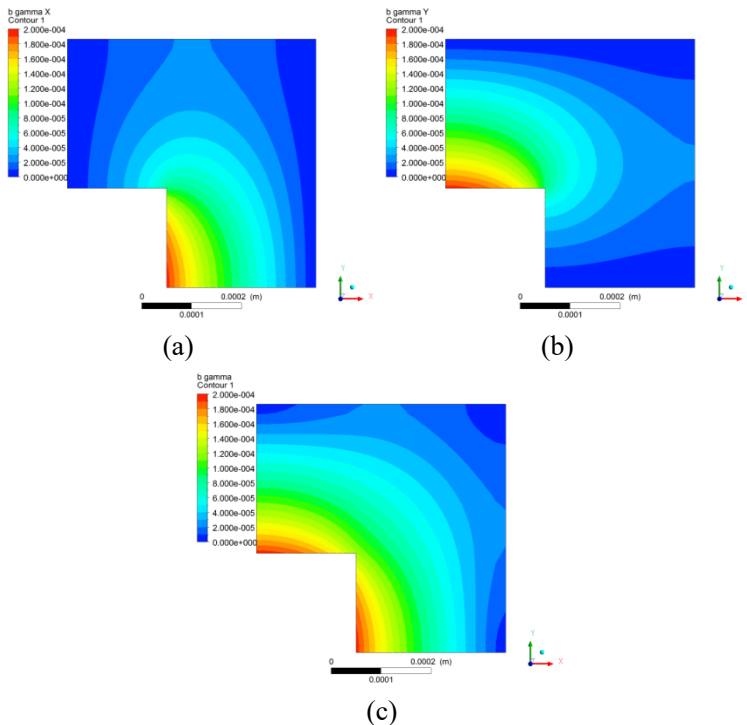 b gamma X
Contour 1
2.000e-004
1.800e-004
1.600e-004
1.400e-004
1.200e-004
1.000e-004
8.000e-005
6.000e-005
4.000e-005
2.000e-005
0.000e+000
0 0.0002 (m)
0.0001
Y
X
Z
(a)
b gamma Y
Contour 1
2.000e-004
1.800e-004
1.600e-004
1.400e-004
1.200e-004
1.000e-004
8.000e-005
6.000e-005
4.000e-005
2.000e-005
0.000e+000
0 0.0002 (m)
0.0001
Y
(b)
b gamma
Contour 1
2.000e-004
1.800e-004
1.600e-004
1.400e-004
1.200e-004
1.000e-004
8.000e-005
6.000e-005
4.000e-005
2.000e-005
0.000e+000
0 0.0002 (m)
0.0001
Y
X
Z
(c)